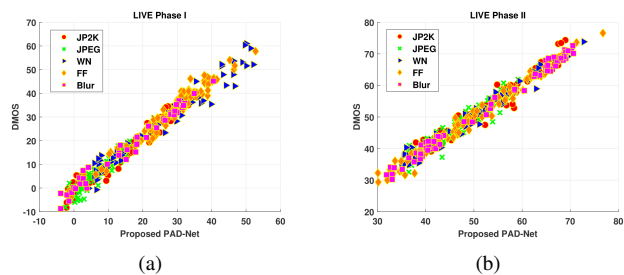 LIVE Phase I
70
60
50
40
30
20
10
0
-10
DMOS
JP2K
JPEG
WN
FF
Blur
-10 0 10 20 30 40 50 60
Proposed PAD-Net
(a)
LIVE Phase II
80
70
60
50
40
30
20
DMOS
JP2K
JPEG
WN
FF
Blur
30 40 50 60 70 80
Proposed PAD-Net
(b)